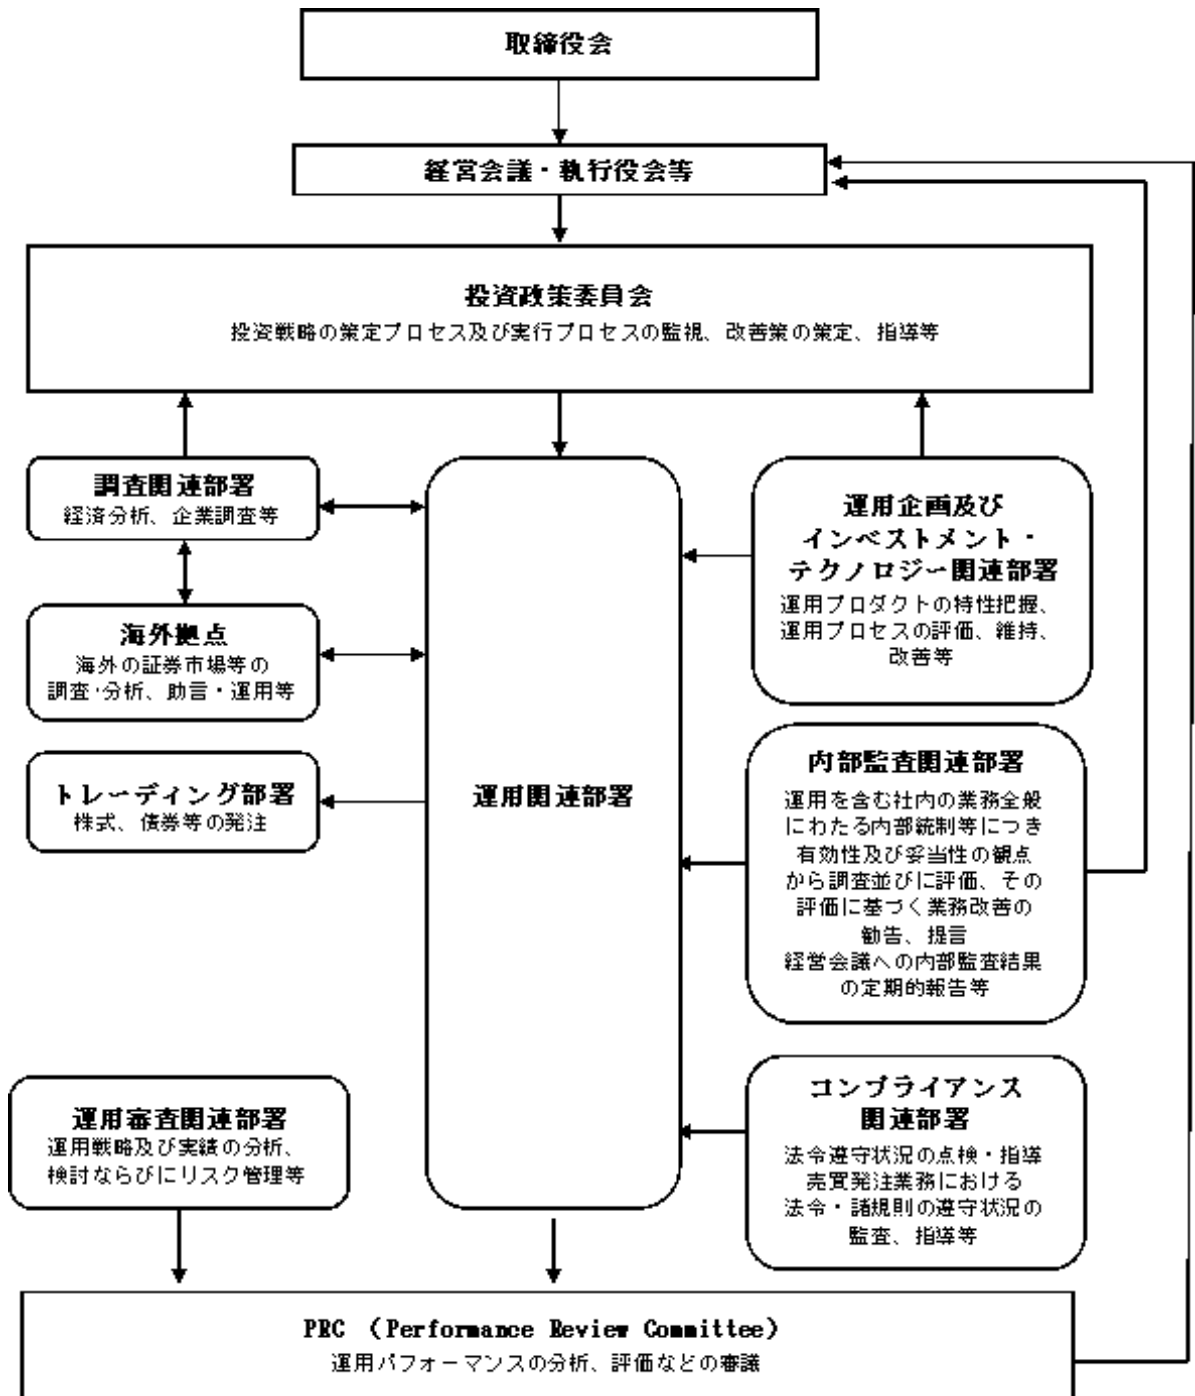 取締役会
経営会議・執行役会等
投資政策委員会
投資戦略の策定プロセス及び実行プロセスの監視、改善策の策定、指導等
調査関連部署
経済分析、企業調査等
海外拠点
海外の証券市場等の
調査・分析、助言・運用等
トレーディング部署
株式、債券等の発注
運用関連部署
運用企画及び
インベストメント・
テクノロジー関連部署
運用プロダクトの特性把握、
運用プロセスの評価、維持、
改善等
内部監査関連部署
運用を含む社内の業務全般
にわたる内部統制等につき
有効性及び妥当性の観点
から調査並びに評価、その
評価に基づく業務改善の
勧告、提言
経営会議への内部監査結果
の定期的報告等
コンプライアンス
関連部署
法令遵守状況の点検・指導
売買発注業務における
法令・諸規則の遵守状況の
監査、指導等
運用審査関連部署
運用戦略及び実績の分析、
検討ならびにリスク管理等
PRC （Performance Review Committee）
運用パフォーマンスの分析、評価などの審議